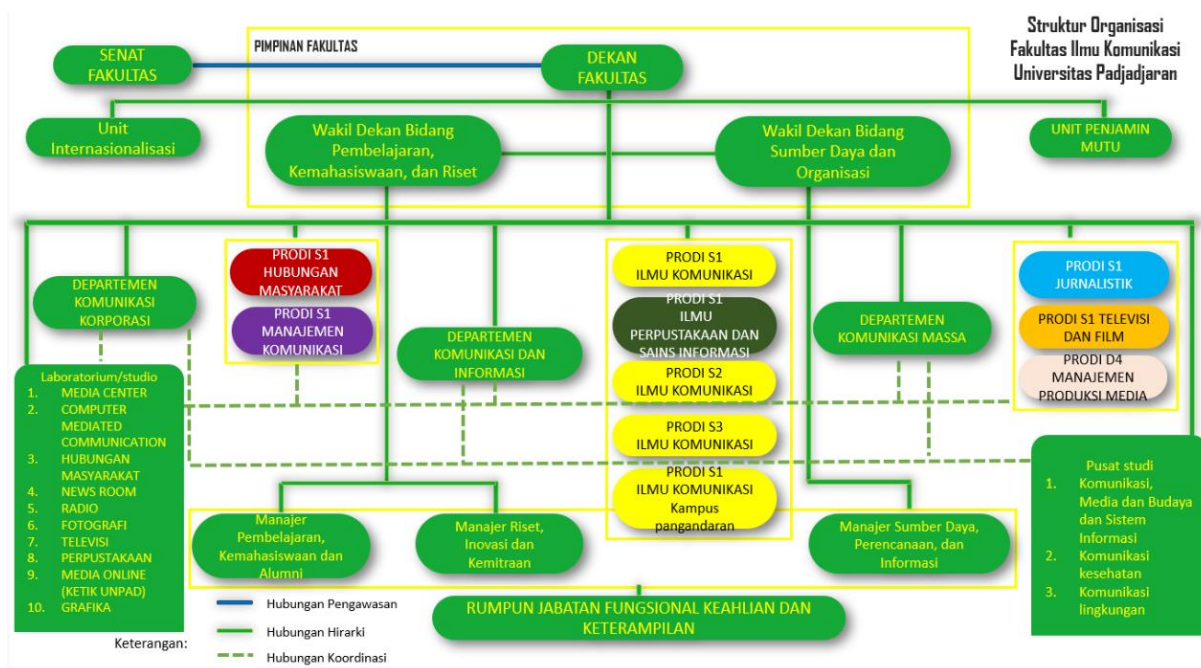 Struktur Organisasi
Fakultas Ilmu Komunikasi
Universitas Padjadjaran
PIMPINAN FAKULTAS
SENAT
FAKULTAS
DEKAN
FAKULTAS
Unit
Internasionalisasi
Wakil Dekan Bidang
Pembelajaran,
Kemahasiswaan, dan Riset
Wakil Dekan Bidang
Sumber Daya dan
Organisasi
UNIT PENJAMIN
MUTU
DEPARTEMEN
KOMUNIKASI
KORPORASI
PRODI S1
HUBUNGAN
MASYARAKAT
PRODI S1
MANAJEMEN
KOMUNIKASI
DEPARTEMEN
KOMUNIKASI DAN
INFORMASI
PRODI S1
ILMU KOMUNIKASI
PRODI S1
ILMU
PERPUSTAKAAN DAN
SAINS INFORMASI
PRODI S2
ILMU KOMUNIKASI
PRODI S3
ILMU KOMUNIKASI
PRODI S1
ILMU KOMUNIKASI
Kampus
pangandaran
DEPARTEMEN
KOMUNIKASI MASSA
PRODI S1
JURNALISTIK
PRODI S1 TELEVISI
DAN FILM
PRODI D4
MANAJEMEN
PRODUKSI MEDIA
Laboratorium/studio
1. MEDIA CENTER
2. COMPUTER
MEDIATED
COMMUNICATION
3. HUBUNGAN
MASYARAKAT
4. NEWS ROOM
5. RADIO
6. FOTOGRAFI
7. TELEVISI
8. PERPUSTAKAAN
9. MEDIA ONLINE
(KETIK UNPAD)
10. GRAFIKA
Manajer
Pembelajaran,
Kemahasiswaan dan
Alumni
Manajer Riset,
Inovasi dan
Kemitraan
Manajer Sumber Daya,
Perencanaan, dan
Informasi
Pusat studi
1. Komunikasi,
Media dan Budaya
dan Sistem
Informasi
2. Komunikasi
kesehatan
3. Komunikasi
lingkungan
RUMPUN JABATAN FUNGSIONAL KEAHLIAN DAN
KETERAMPILAN
Keterangan:
Hubungan Pengawasan
Hubungan Hirarki
Hubungan Koordinasi